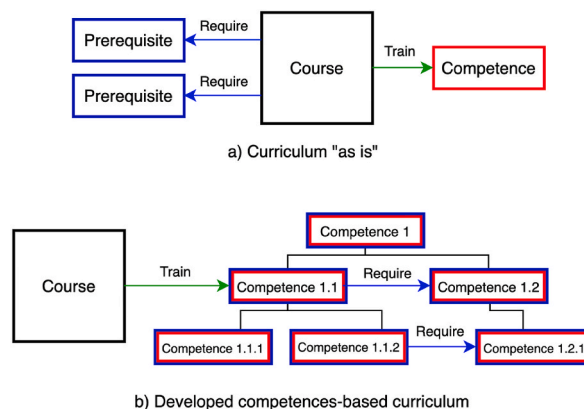 Prerequisite
Require
Prerequisite
Require
Course
Train
Competence
a) Curriculum "as is"
Course
Train
Competence 1
Competence 1.1
Require
Competence 1.2
Competence 1.1.1
Competence 1.1.2
Require
Competence 1.2.1
b) Developed competences-based curriculum